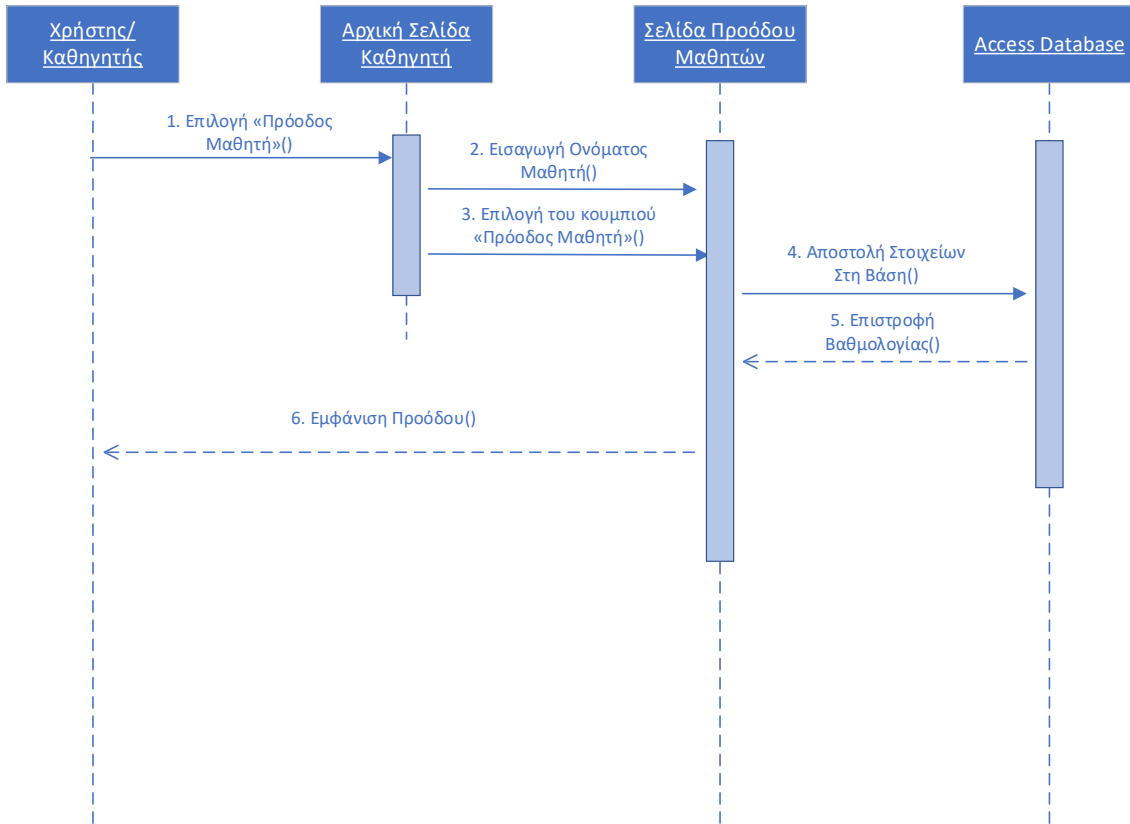 Χρήστης/
Καθηγητής
Αρχική Σελίδα
Καθηγητή
Σελίδα Προόδου
Μαθητών
Access Database
1. Επιλογή «Πρόοδος
Μαθητή»()
2. Εισαγωγή Ονόματος
Μαθητή()
3. Επιλογή του κουμπιού
«Πρόοδος Μαθητή»()
4. Αποστολή Στοιχείων
Στη Βάση()
5. Επιστροφή
Βαθμολογίας()
6. Εμφάνιση Προόδου()